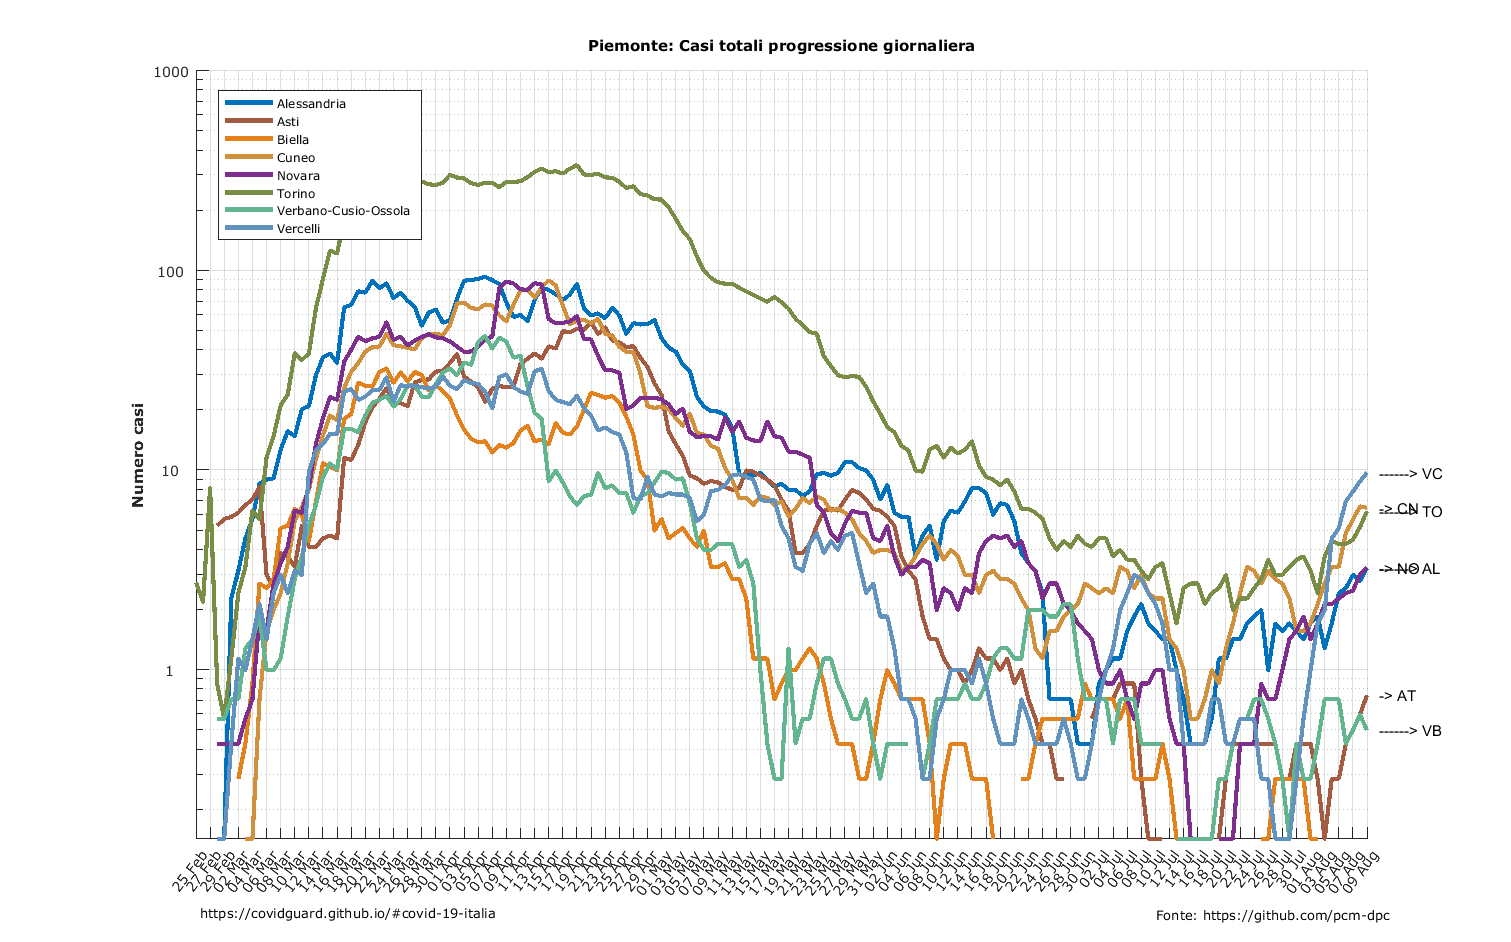 Piemonte: Casi totali progressione giornaliera
1000
100
10
1
Numero casi
Alessandria
Asti
Biella
Cuneo
Novara
Torino
Verbano-Cusio-Ossola
Vercelli
------> VC
-> CN
------> TO
-> NO
------> AL
-> AT
------> VB
25 Feb
27 Feb
29 Feb
02 Mar
04 Mar
06 Mar
08 Mar
10 Mar
12 Mar
14 Mar
16 Mar
18 Mar
20 Mar
22 Mar
24 Mar
26 Mar
28 Mar
30 Mar
01 Apr
03 Apr
05 Apr
07 Apr
09 Apr
11 Apr
13 Apr
15 Apr
17 Apr
19 Apr
21 Apr
23 Apr
25 Apr
27 Apr
29 Apr
01 May
03 May
05 May
07 May
09 May
11 May
13 May
15 May
17 May
19 May
21 May
23 May
25 May
27 May
29 May
31 May
02 Jun
04 Jun
06 Jun
08 Jun
10 Jun
12 Jun
14 Jun
16 Jun
18 Jun
20 Jun
22 Jun
24 Jun
26 Jun
28 Jun
30 Jun
02 Jul
04 Jul
06 Jul
08 Jul
10 Jul
12 Jul
14 Jul
16 Jul
18 Jul
20 Jul
22 Jul
24 Jul
26 Jul
28 Jul
30 Jul
01 Aug
03 Aug
05 Aug
07 Aug
09 Aug
https://covidguard.github.io/#covid-19-italia
Fonte: https://github.com/pcm-dpc